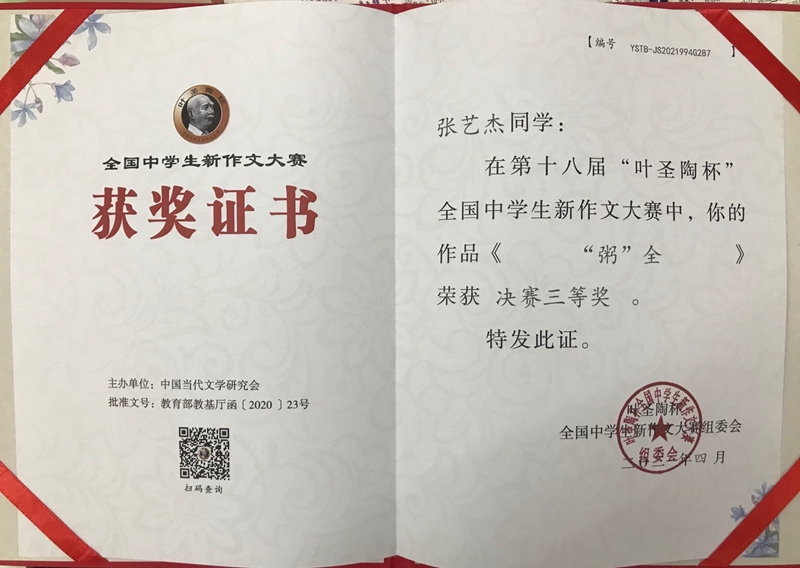 叶圣陶杯
全国中学生新作文大赛
获奖证书
主办单位：中国当代文学研究会
批准文号：教育部教基厅函〔2020〕23号
扫码查询
【编号 YSTB-JS2021994G287 】
张艺杰同学：
在第十八届“叶圣陶杯”
全国中学生新作文大赛中，你的
作品《 “粥”全 》
荣获 决赛三等奖 。
特发此证。
叶圣陶杯
全国中学生新作文大赛组委会
年四月
组委会